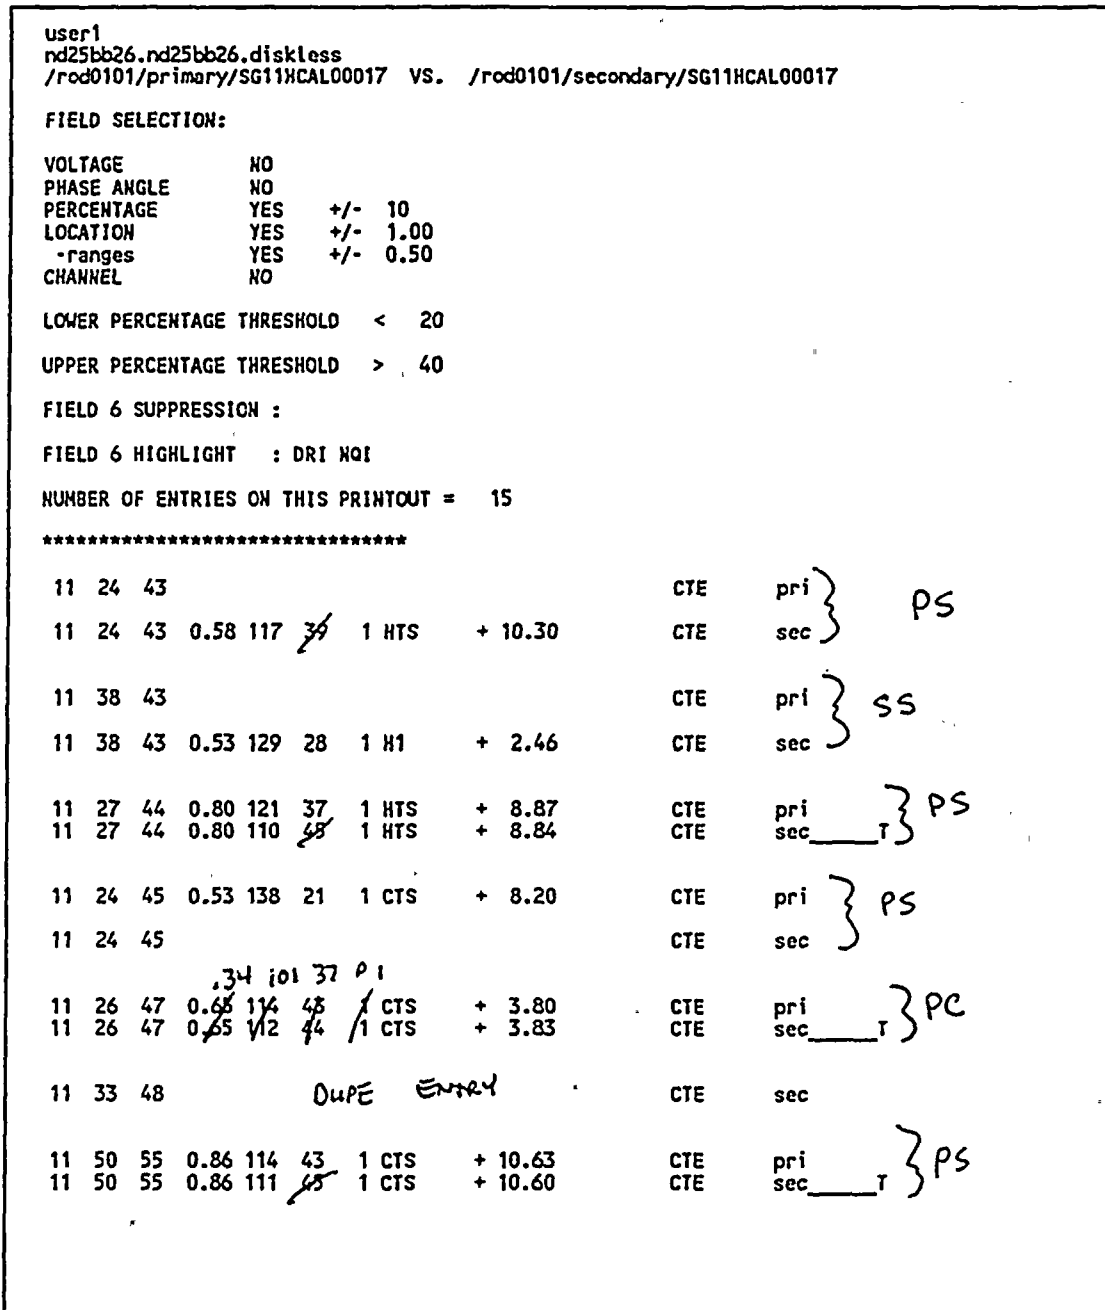 user1
nd25bb26.nd25bb26.diskless
/rod0101/primary/SG11HCAL00017 VS. /rod0101/secondary/SG11HCAL00017
FIELD SELECTION:
VOLTAGE NO
PHASE ANGLE NO
PERCENTAGE YES +/- 10
LOCATION YES +/- 1.00
-ranges YES +/- 0.50
CHANNEL NO
LOWER PERCENTAGE THRESHOLD < 20
UPPER PERCENTAGE THRESHOLD > 40
FIELD 6 SUPPRESSION :
FIELD 6 HIGHLIGHT : DRI NQI
NUMBER OF ENTRIES ON THIS PRINTOUT = 15
*********************************
11 24 43 CTE pri
PS
11 24 43 0.58 117 39 1 HTS + 10.30 CTE sec
11 38 43 CTE pri
SS
11 38 43 0.53 129 28 1 H1 + 2.46 CTE sec
11 27 44 0.80 121 37 1 HTS + 8.87 CTE pri PS
11 27 44 0.80 110 45 1 HTS + 8.84 CTE sec_____T
11 24 45 0.53 138 21 1 CTS + 8.20 CTE pri
PS
11 24 45 CTE sec
.34 101 37 P1
11 26 47 0.65 114 43 1 CTS + 3.80 CTE pri PC
11 26 47 0.65 112 44 1 CTS + 3.83 CTE sec_____T
11 33 48 DUPE ENTRY CTE sec
11 50 55 0.86 114 43 1 CTS + 10.63 CTE pri PS
11 50 55 0.86 111 45 1 CTS + 10.60 CTE sec_____T